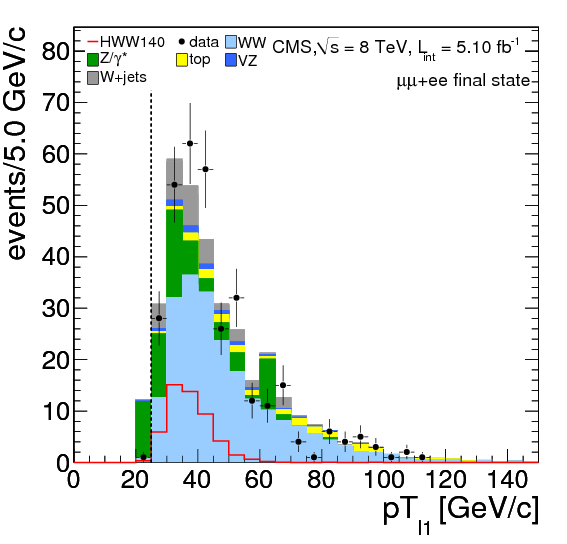 HWW140 data WW CMS,√s = 8 TeV, L_int = 5.10 fb⁻¹
Z/γ* top VZ
W+jets μμ+ee final state
events/5.0 GeV/c
80
70
60
50
40
30
20
10
0
0 20 40 60 80 100 120 140
pT_l1 [GeV/c]